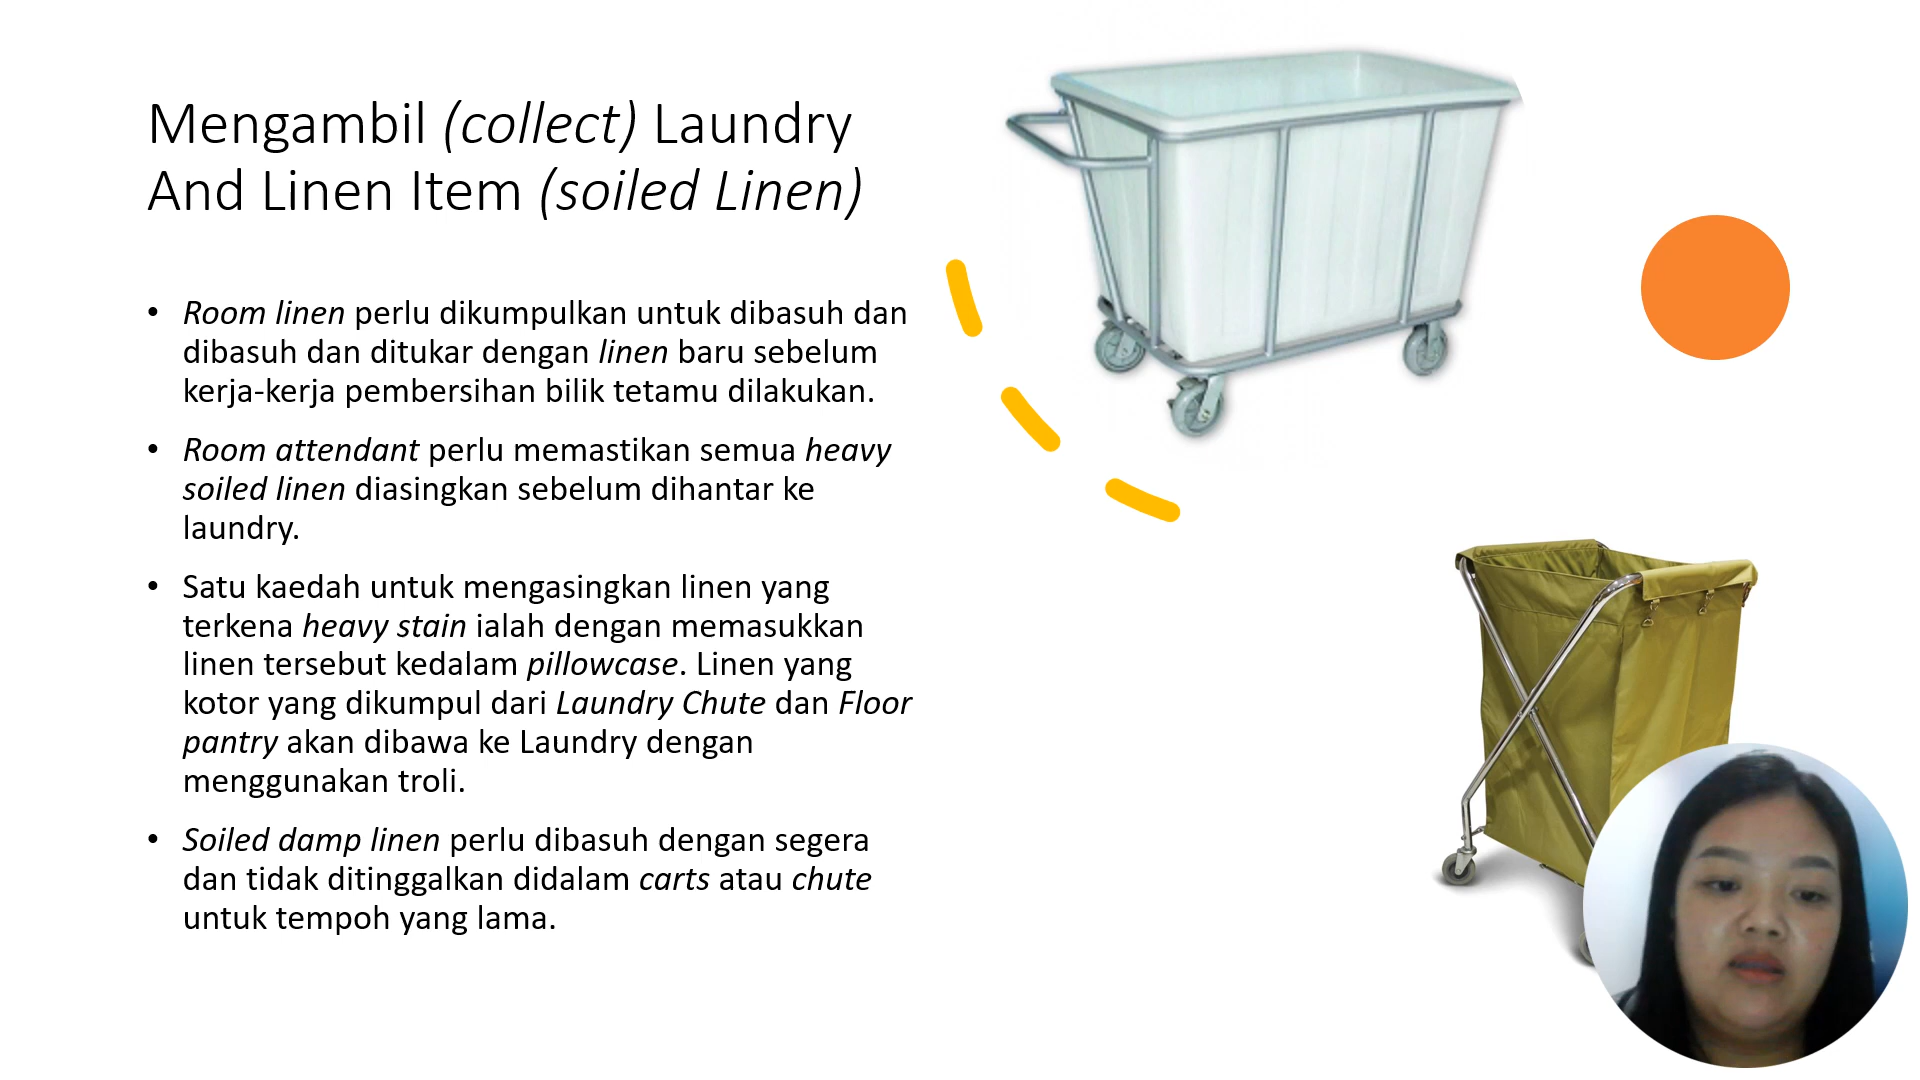 Mengambil (collect) Laundry
And Linen Item (soiled Linen)
• Room linen perlu dikumpulkan untuk dibasuh dan
dibasuh dan ditukar dengan linen baru sebelum
kerja-kerja pembersihan bilik tetamu dilakukan.
• Room attendant perlu memastikan semua heavy
soiled linen diasingkan sebelum dihantar ke
laundry.
• Satu kaedah untuk mengasingkan linen yang
terkena heavy stain ialah dengan memasukkan
linen tersebut kedalam pillowcase. Linen yang
kotor yang dikumpul dari Laundry Chute dan Floor
pantry akan dibawa ke Laundry dengan
menggunakan troli.
• Soiled damp linen perlu dibasuh dengan segera
dan tidak ditinggalkan didalam carts atau chute
untuk tempoh yang lama.